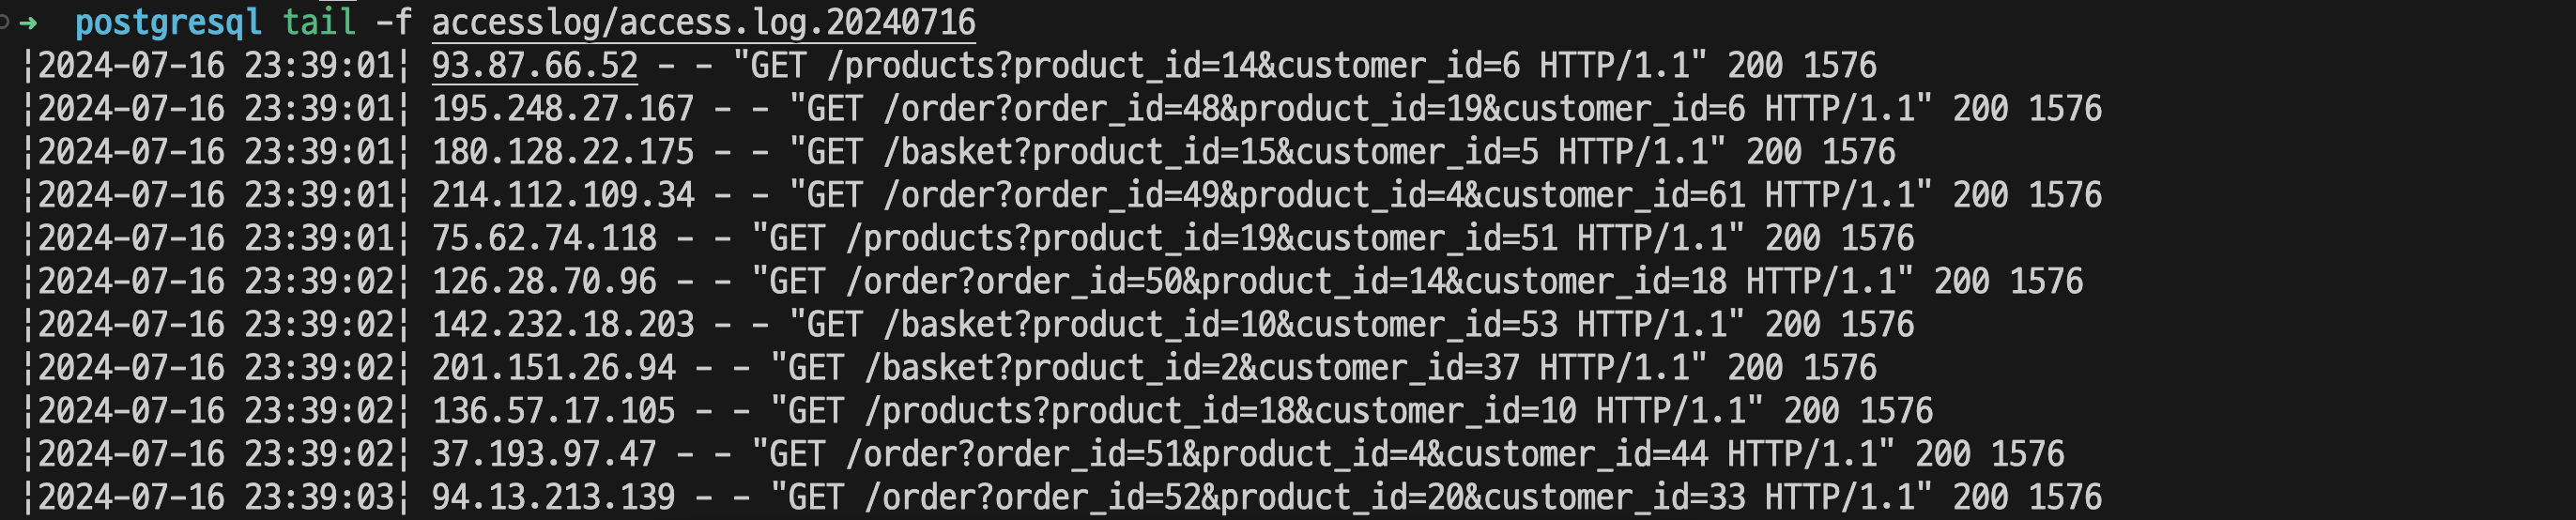 → postgresql tail -f accesslog/access.log.20240716
¦2024-07-16 23:39:01¦ 93.87.66.52 - - "GET /products?product_id=14&customer_id=6 HTTP/1.1" 200 1576
¦2024-07-16 23:39:01¦ 195.248.27.167 - - "GET /order?order_id=48&product_id=19&customer_id=6 HTTP/1.1" 200 1576
¦2024-07-16 23:39:01¦ 180.128.22.175 - - "GET /basket?product_id=15&customer_id=5 HTTP/1.1" 200 1576
¦2024-07-16 23:39:01¦ 214.112.109.34 - - "GET /order?order_id=49&product_id=4&customer_id=61 HTTP/1.1" 200 1576
¦2024-07-16 23:39:01¦ 75.62.74.118 - - "GET /products?product_id=19&customer_id=51 HTTP/1.1" 200 1576
¦2024-07-16 23:39:02¦ 126.28.70.96 - - "GET /order?order_id=50&product_id=14&customer_id=18 HTTP/1.1" 200 1576
¦2024-07-16 23:39:02¦ 142.232.18.203 - - "GET /basket?product_id=10&customer_id=53 HTTP/1.1" 200 1576
¦2024-07-16 23:39:02¦ 201.151.26.94 - - "GET /basket?product_id=2&customer_id=37 HTTP/1.1" 200 1576
¦2024-07-16 23:39:02¦ 136.57.17.105 - - "GET /products?product_id=18&customer_id=10 HTTP/1.1" 200 1576
¦2024-07-16 23:39:02¦ 37.193.97.47 - - "GET /order?order_id=51&product_id=4&customer_id=44 HTTP/1.1" 200 1576
¦2024-07-16 23:39:03¦ 94.13.213.139 - - "GET /order?order_id=52&product_id=20&customer_id=33 HTTP/1.1" 200 1576